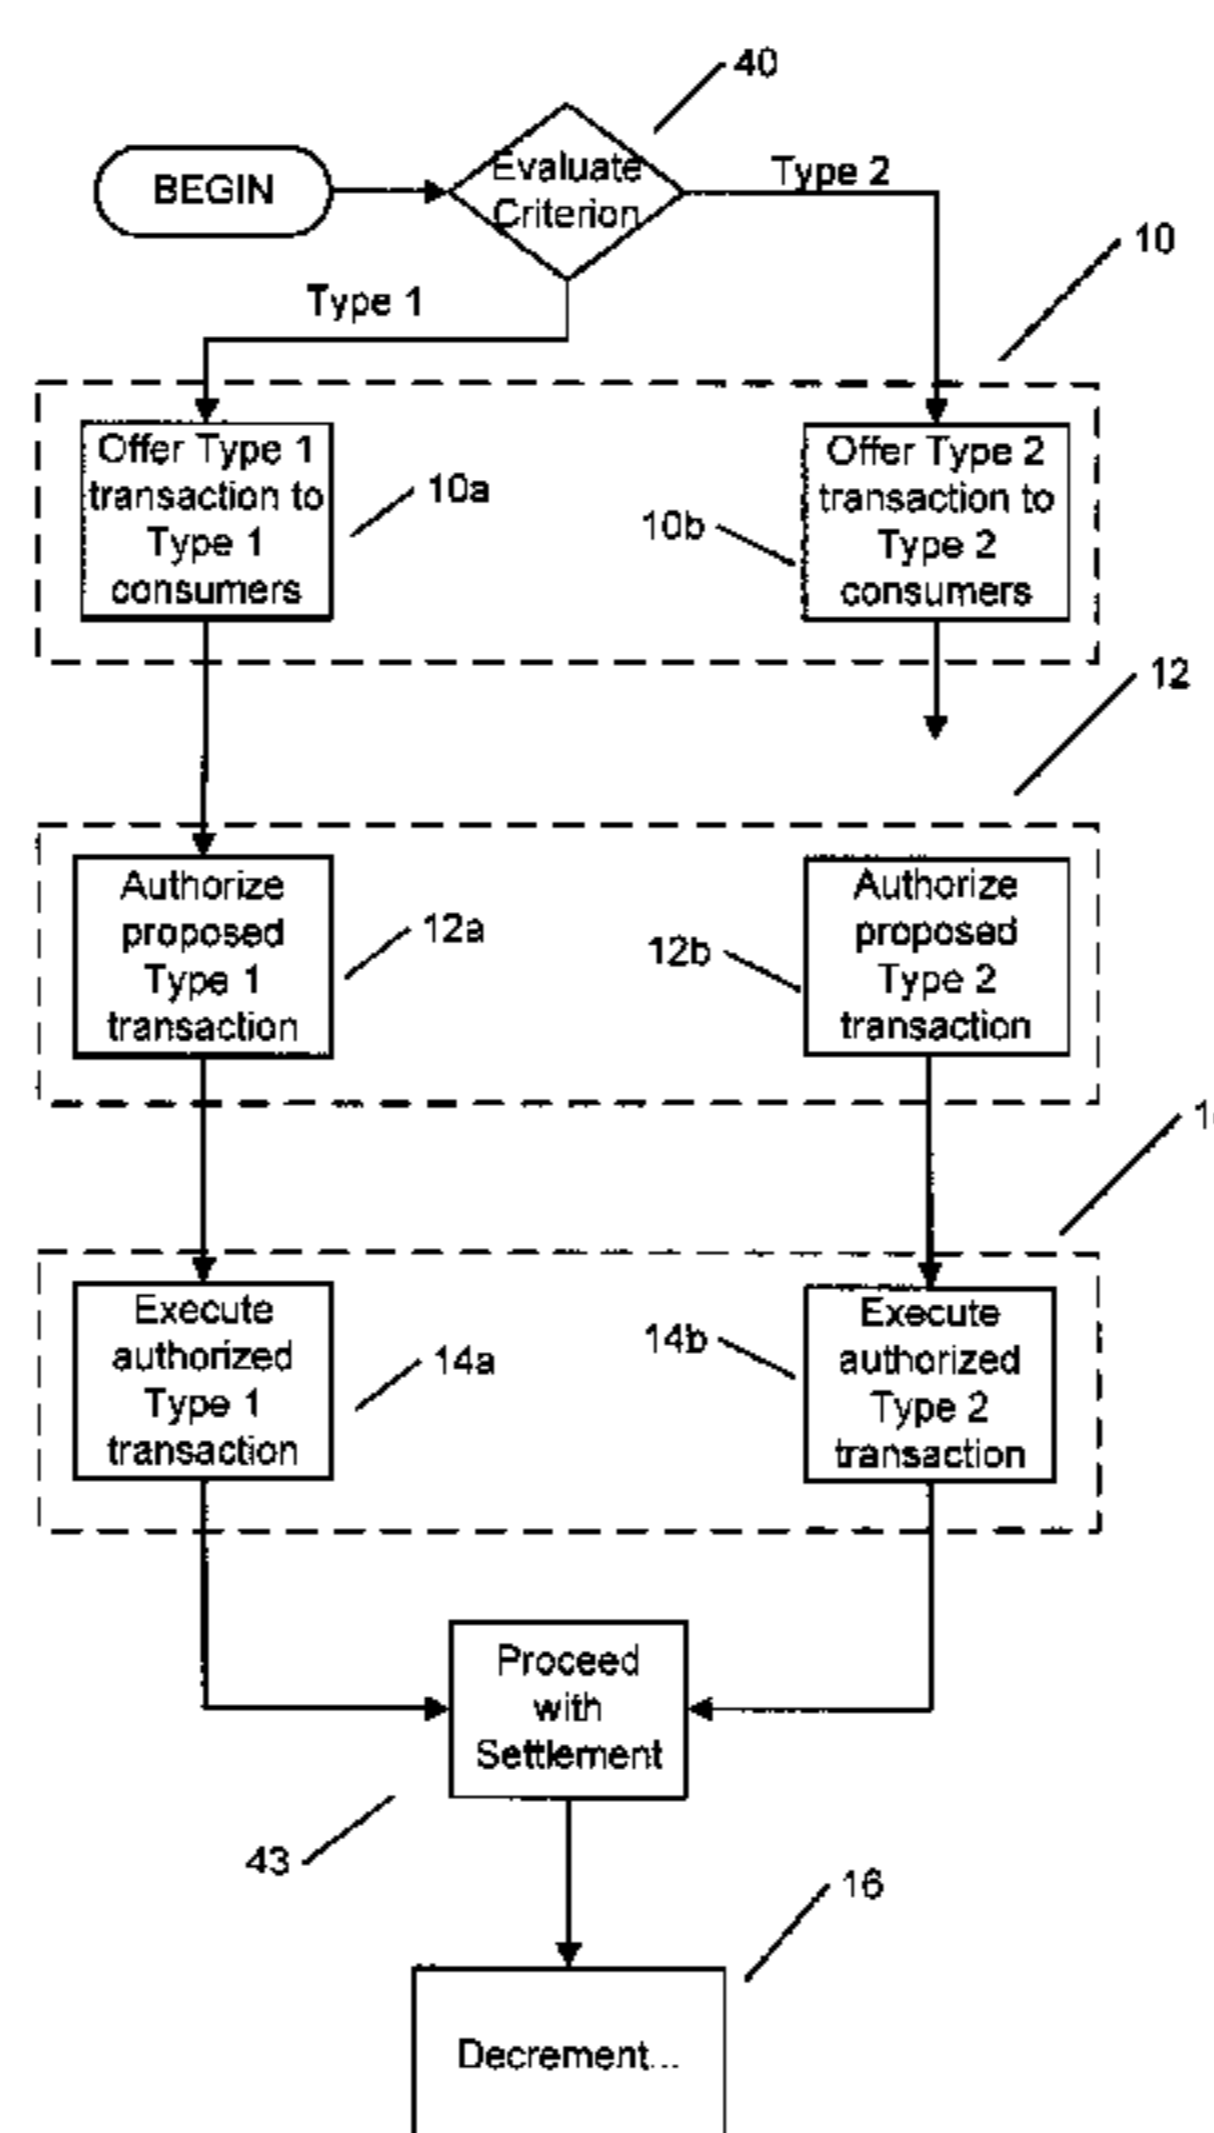 40
BEGIN
Evaluate
Criterion
Type 2
10
Type 1
Offer Type 1
transaction to
Type 1
consumers
10a
10b
Offer Type 2
transaction to
Type 2
consumers
12
Authorize
proposed
Type 1
transaction
12a
12b
Authorize
proposed
Type 2
transaction
Execute
authorized
Type 1
transaction
14a
14b
Execute
authorized
Type 2
transaction
Proceed
with
Settlement
43
16
Decrement...